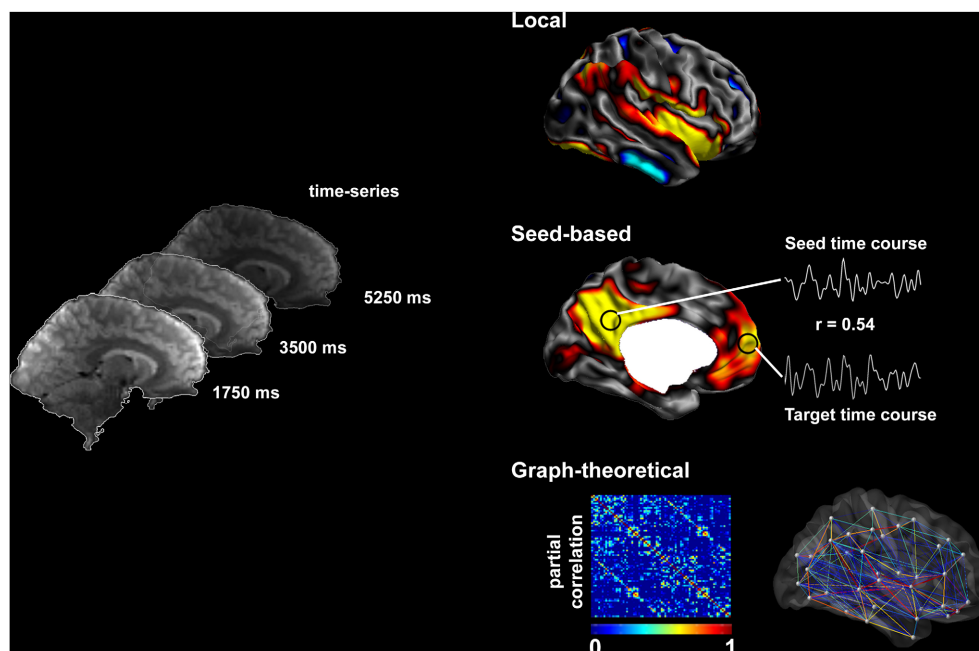 Local
time-series
5250 ms
3500 ms
1750 ms
Seed-based
Seed time course
r = 0.54
Target time course
Graph-theoretical
partial
correlation
0
1